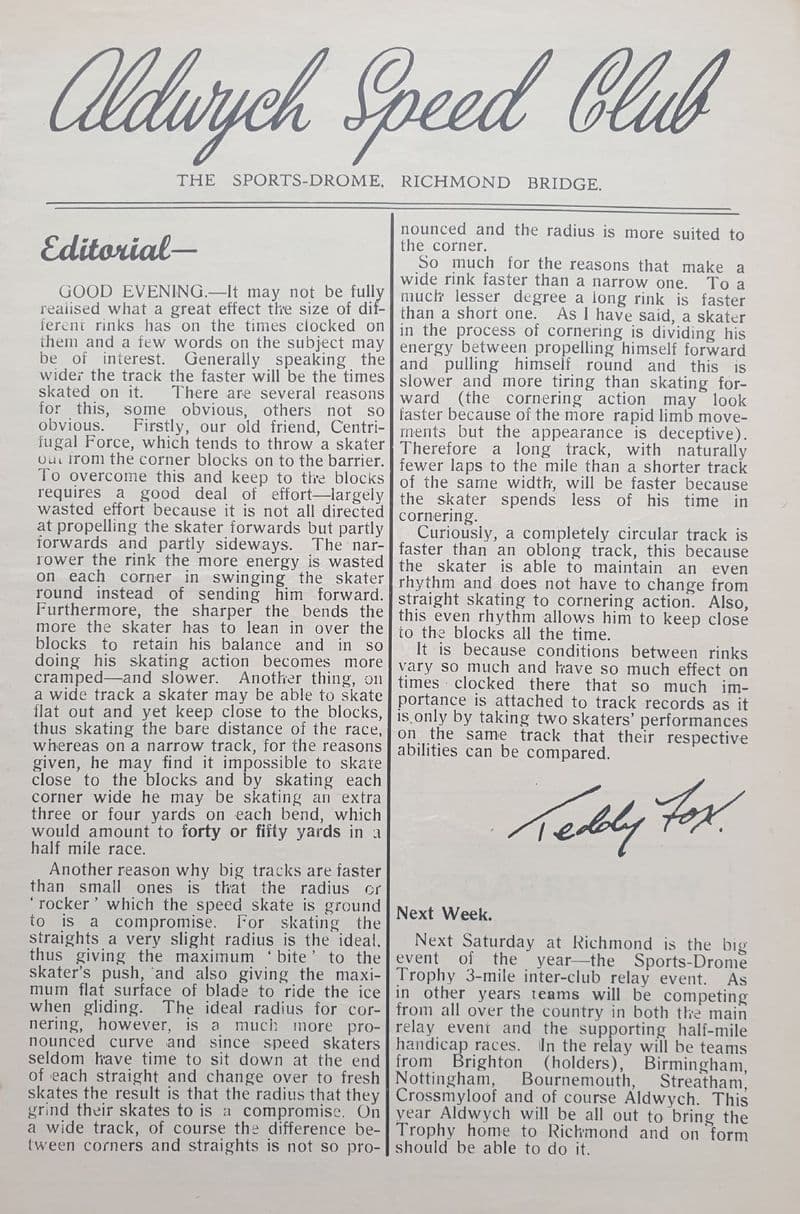 Aldwych Speed Club
THE SPORTS-DROME, RICHMOND BRIDGE.
Editorial—
GOOD EVENING.—It may not be fully
realised what a great effect the size of dif-
ferent rinks has on the times clocked on
them and a few words on the subject may
be of interest. Generally speaking the
wider the track the faster will be the times
skated on it. There are several reasons
for this, some obvious, others not so
obvious. Firstly, our old friend, Centri-
fugal Force, which tends to throw a skater
out from the corner blocks on to the barrier.
To overcome this and keep to the blocks
requires a good deal of effort—largely
wasted effort because it is not all directed
at propelling the skater forwards but partly
forwards and partly sideways. The nar-
rower the rink the more energy is wasted
on each corner in swinging the skater
round instead of sending him forward.
Furthermore, the sharper the bends the
more the skater has to lean in over the
blocks to retain his balance and in so
doing his skating action becomes more
cramped—and slower. Another thing, on
a wide track a skater may be able to skate
flat out and yet keep close to the blocks,
thus skating the bare distance of the race,
whereas on a narrow track, for the reasons
given, he may find it impossible to skate
close to the blocks and by skating each
corner wide he may be skating an extra
three or four yards on each bend, which
would amount to forty or fifty yards in a
half mile race.
Another reason why big tracks are faster
than small ones is that the radius or
‘rocker’ which the speed skate is ground
to is a compromise. For skating the
straights a very slight radius is the ideal,
thus giving the maximum ‘bite’ to the
skater's push, and also giving the maxi-
mum flat surface of blade to ride the ice
when gliding. The ideal radius for cor-
nering, however, is a much more pro-
nounced curve and since speed skaters
seldom have time to sit down at the end
of each straight and change over to fresh
skates the result is that the radius that they
grind their skates to is a compromise. On
a wide track, of course the difference be-
tween corners and straights is not so pro-
nounced and the radius is more suited to
the corner.
So much for the reasons that make a
wide rink faster than a narrow one. To a
much lesser degree a long rink is faster
than a short one. As I have said, a skater
in the process of cornering is dividing his
energy between propelling himself forward
and pulling himself round and this is
slower and more tiring than skating for-
ward (the cornering action may look
faster because of the more rapid limb move-
ments but the appearance is deceptive).
Therefore a long track, with naturally
fewer laps to the mile than a shorter track
of the same width, will be faster because
the skater spends less of his time in
cornering.
Curiously, a completely circular track is
faster than an oblong track, this because
the skater is able to maintain an even
rhythm and does not have to change from
straight skating to cornering action. Also,
this even rhythm allows him to keep close
to the blocks all the time.
It is because conditions between rinks
vary so much and have so much effect on
times clocked there that so much im-
portance is attached to track records as it
is only by taking two skaters' performances
on the same track that their respective
abilities can be compared.
Teddy Fox.
Next Week.
Next Saturday at Richmond is the big
event of the year—the Sports-Drome
Trophy 3-mile inter-club relay event. As
in other years teams will be competing
from all over the country in both the main
relay event and the supporting half-mile
handicap races. In the relay will be teams
from Brighton (holders), Birmingham,
Nottingham, Bournemouth, Streatham,
Crossmyloof and of course Aldwych. This
year Aldwych will be all out to bring the
Trophy home to Richmond and on form
should be able to do it.